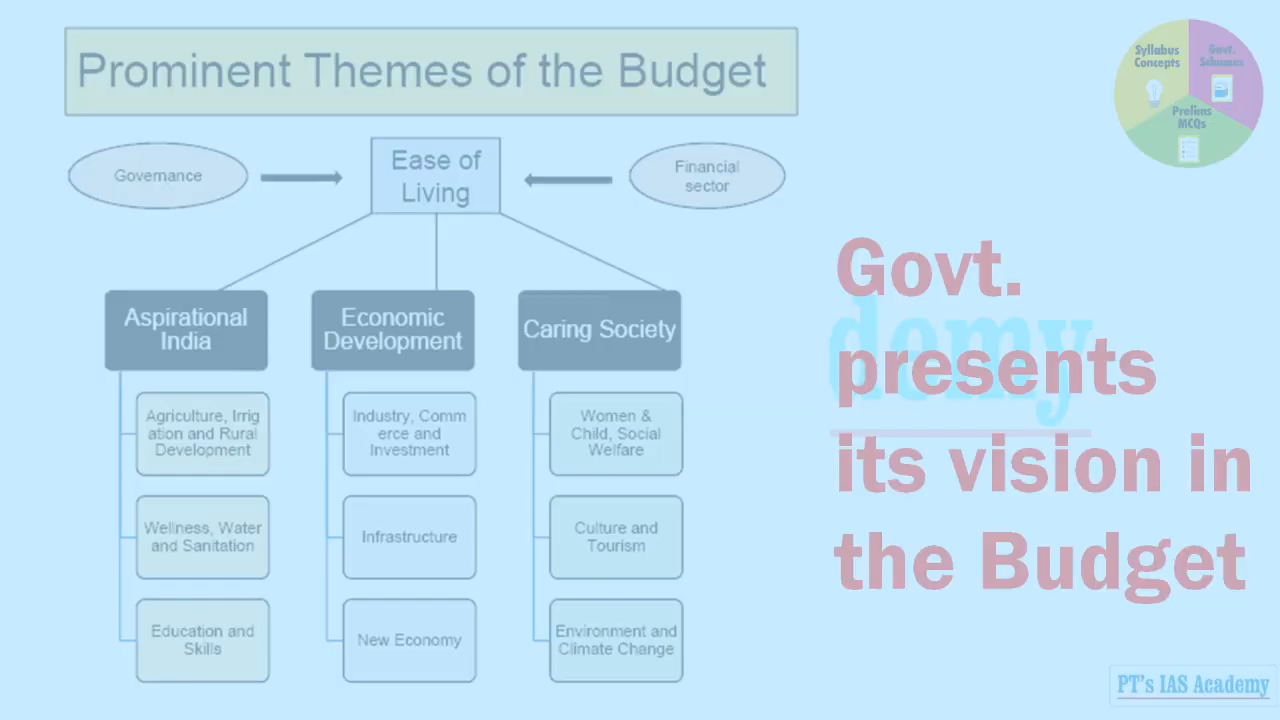 Prominent Themes of the Budget
Syllabus
Concepts
Govt.
Schemes
Prelims
MCQs
Governance
Ease of
Living
Financial
sector
Aspirational
India
Economic
Development
Caring Society
Agriculture, Irrig
ation and Rural
Development
Industry, Comm
erce and
Investment
Women &
Child, Social
Welfare
Wellness, Water
and Sanitation
Infrastructure
Culture and
Tourism
Education and
Skills
New Economy
Environment and
Climate Change
Govt.
demy
presents
its vision in
the Budget
PT's IAS Academy